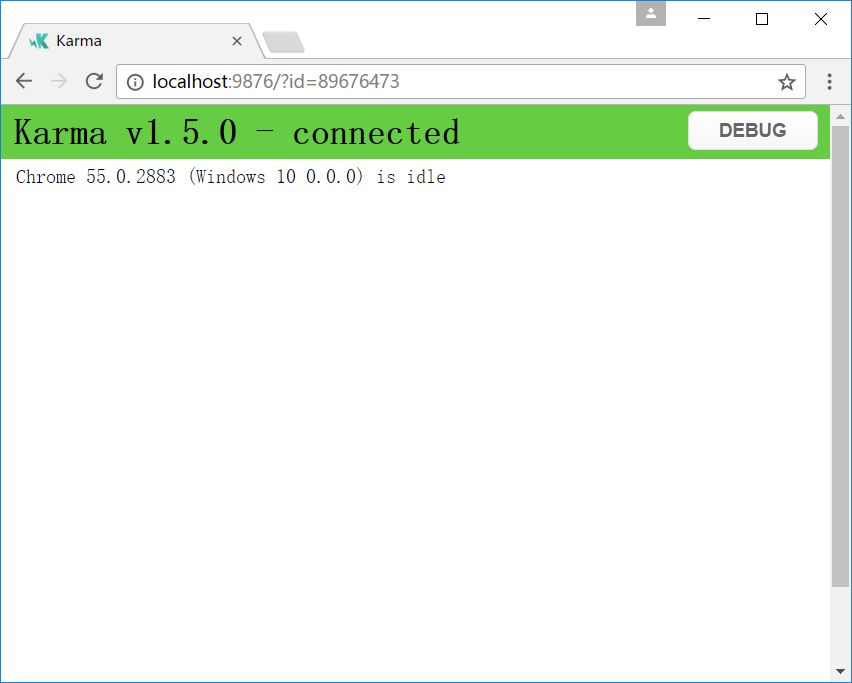 Karma
localhost:9876/?id=89676473
Karma v1.5.0 - connected
DEBUG
Chrome 55.0.2883 (Windows 10 0.0.0) is idle